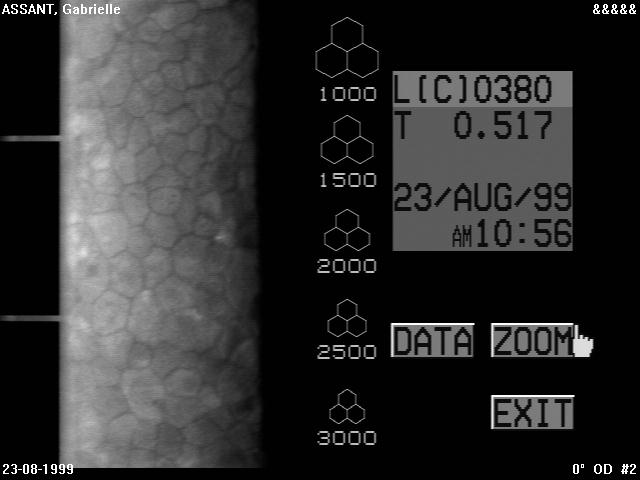 ASSANT, Gabrielle
&&&&&
1000
1500
2000
2500
3000
L[C]0380
T 0.517
23/AUG/99
AM10:56
DATA
ZOOM
EXIT
23-08-1999
0° OD #2